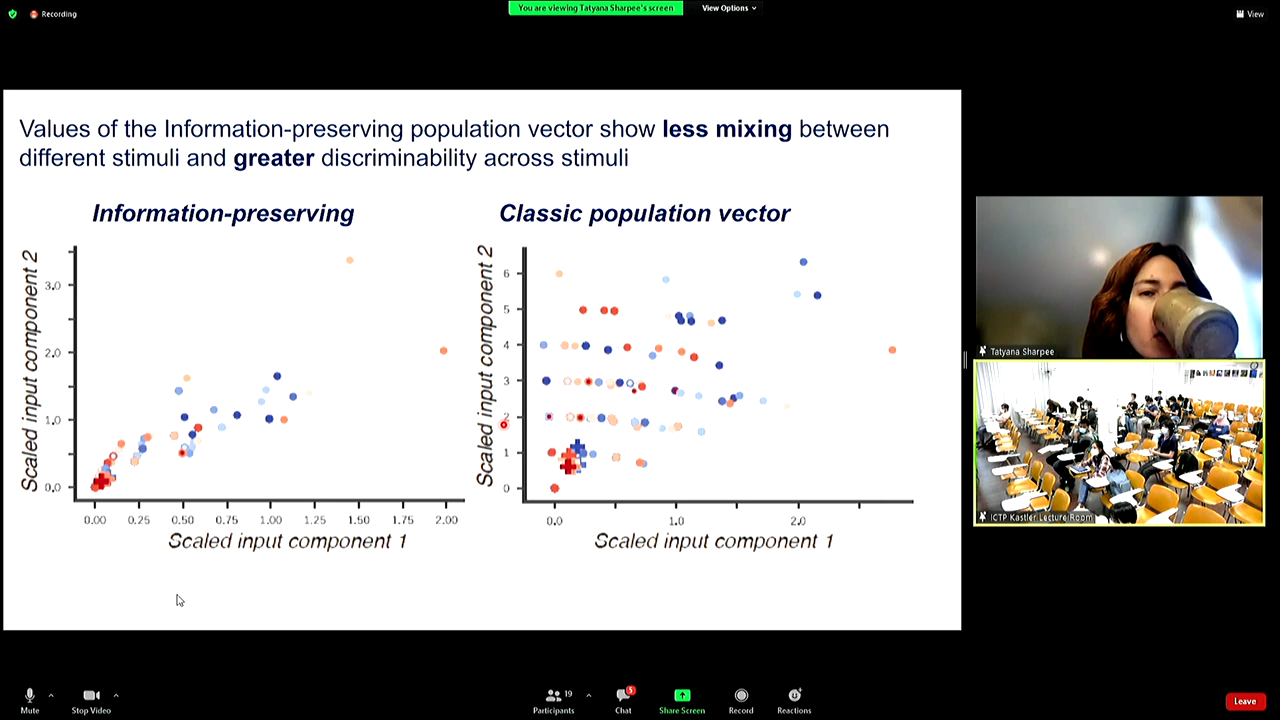 Recording
You are viewing Tatyana Sharpee's screen
View Options
View
Values of the Information-preserving population vector show less mixing between
different stimuli and greater discriminability across stimuli
Information-preserving
Classic population vector
Scaled input component 2
3.0
2.0
1.0
0.0
0.00 0.25 0.50 0.75 1.00 1.25 1.50 1.75 2.00
Scaled input component 1
Scaled input component 2
6
5
4
3
2
1
0
0.0 1.0 2.0
Scaled input component 1
Tatyana Sharpee
ICTP Kastler Lecture Room
Mute
Stop Video
19
Participants
5
Chat
Share Screen
Record
Reactions
Leave